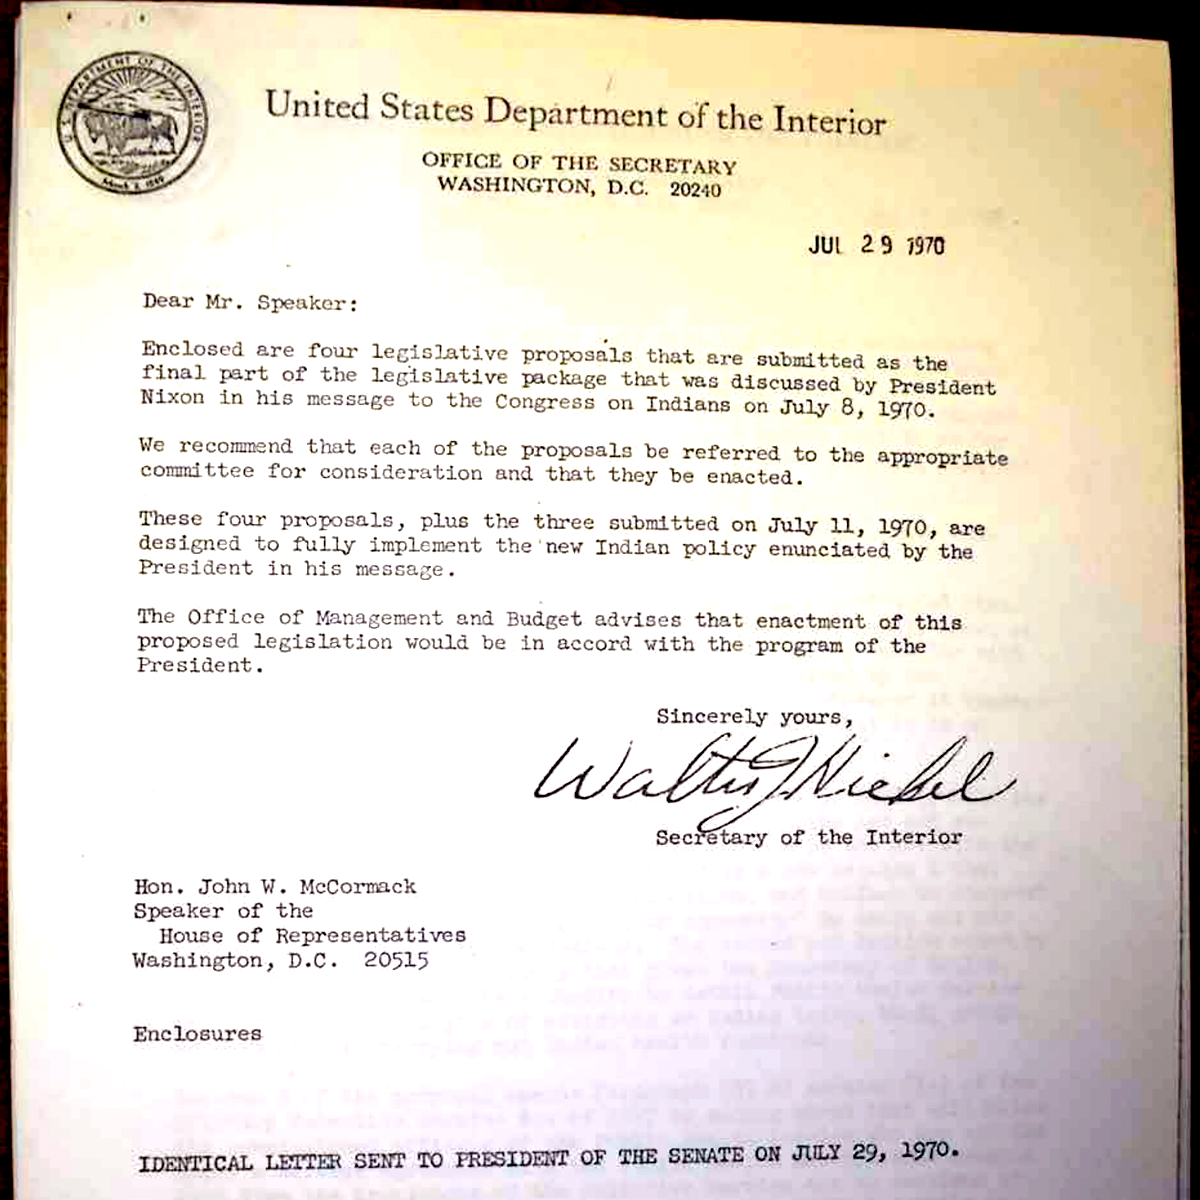 U.S. DEPARTMENT OF THE INTERIOR
March 3, 1849
United States Department of the Interior
OFFICE OF THE SECRETARY
WASHINGTON, D.C. 20240
JUL 29 1970
Dear Mr. Speaker:
Enclosed are four legislative proposals that are submitted as the
final part of the legislative package that was discussed by President
Nixon in his message to the Congress on Indians on July 8, 1970.
We recommend that each of the proposals be referred to the appropriate
committee for consideration and that they be enacted.
These four proposals, plus the three submitted on July 11, 1970, are
designed to fully implement the new Indian policy enunciated by the
President in his message.
The Office of Management and Budget advises that enactment of this
proposed legislation would be in accord with the program of the
President.
Sincerely yours,
Walter J Hickel
Secretary of the Interior
Hon. John W. McCormack
Speaker of the
House of Representatives
Washington, D.C. 20515
Enclosures
IDENTICAL LETTER SENT TO PRESIDENT OF THE SENATE ON JULY 29, 1970.